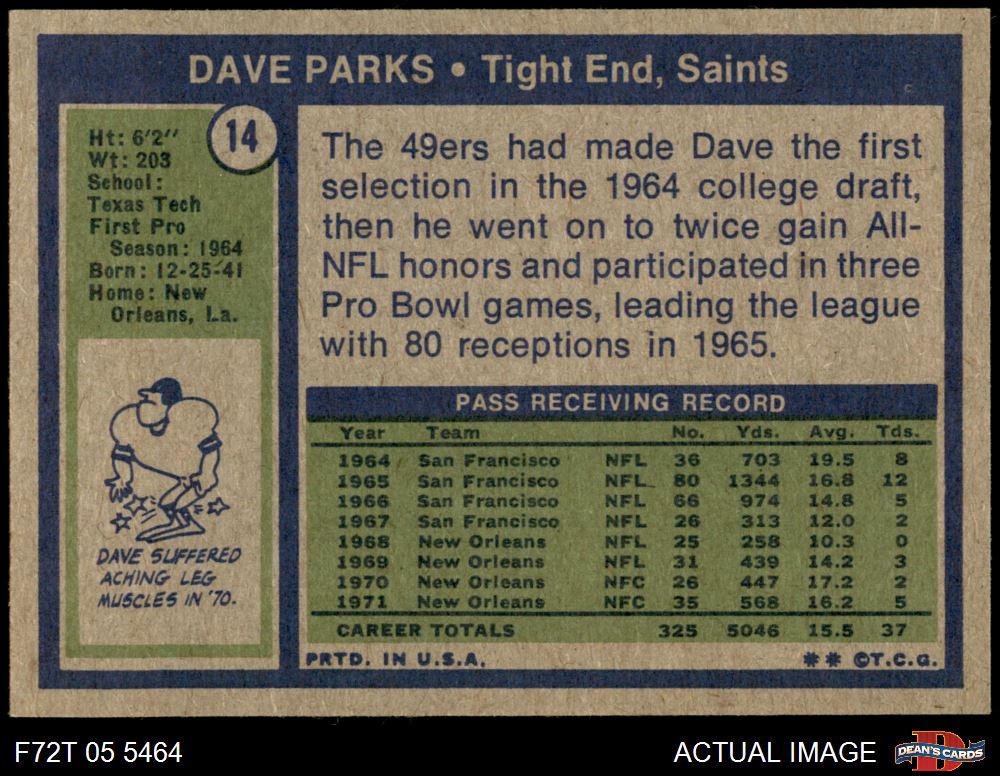 DAVE PARKS • Tight End, Saints
14
Ht: 6'2''
Wt: 203
School:
Texas Tech
First Pro
Season: 1964
Born: 12-25-41
Home: New
Orleans, La.
DAVE SUFFERED
ACHING LEG
MUSCLES IN '70.
The 49ers had made Dave the first
selection in the 1964 college draft,
then he went on to twice gain All-
NFL honors and participated in three
Pro Bowl games, leading the league
with 80 receptions in 1965.
PASS RECEIVING RECORD
Year Team No. Yds. Avg. Tds.
1964 San Francisco NFL 36 703 19.5 8
1965 San Francisco NFL 80 1344 16.8 12
1966 San Francisco NFL 66 974 14.8 5
1967 San Francisco NFL 26 313 12.0 2
1968 New Orleans NFL 25 258 10.3 0
1969 New Orleans NFL 31 439 14.2 3
1970 New Orleans NFC 26 447 17.2 2
1971 New Orleans NFC 35 568 16.2 5
CAREER TOTALS 325 5046 15.5 37
PRTD. IN U.S.A. ** ©T.C.G.
F72T 05 5464 ACTUAL IMAGE DEAN'S CARDS